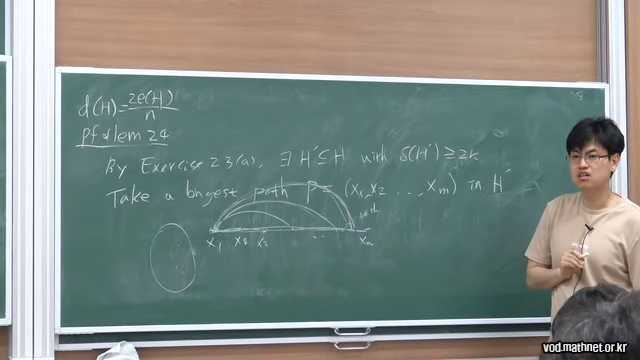 d(H)=2e(H)/n
pf of lem 24
By Exercise 23(a), ∃ H'⊆H with δ(H')≥2k
Take a longest path P = (x₁,x₂ ..., xₘ) in H'
x₁ x₂ ... xₘ
vod.mathnet.or.kr